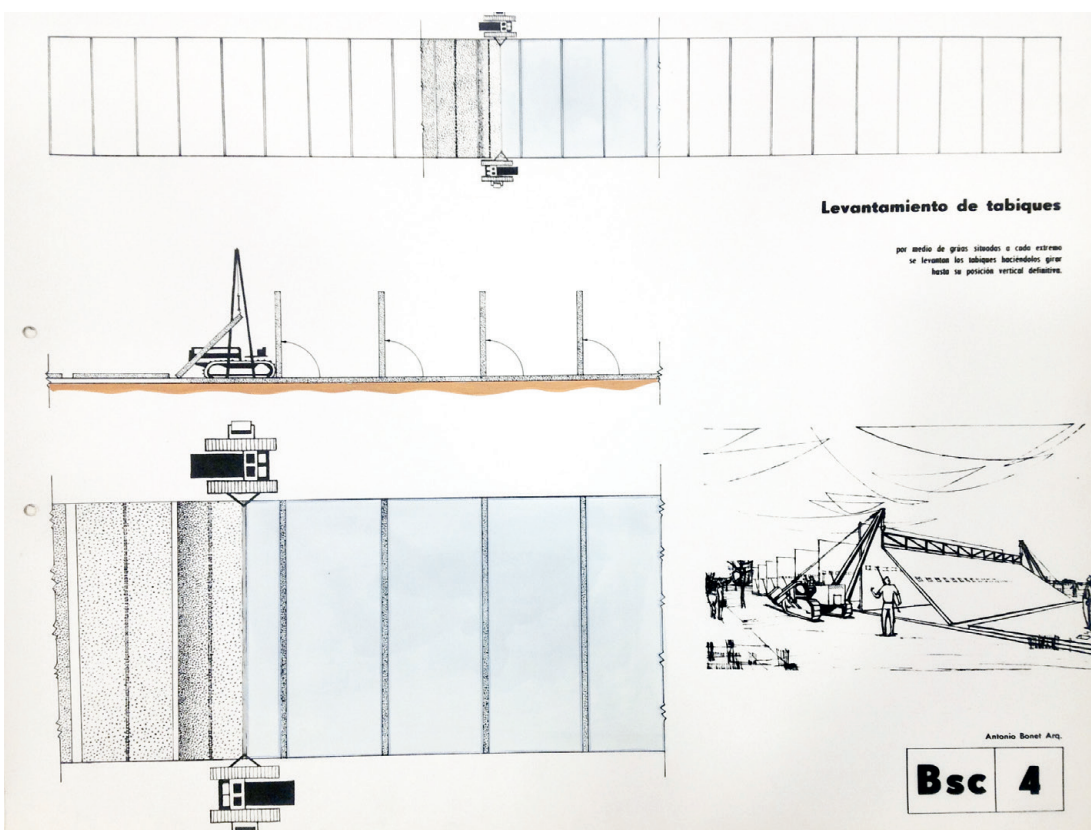 Levantamiento de tabiques
por medio de grúas situadas a cada extremo
se levantan los tabiques haciéndolos girar
hasta su posición vertical definitiva.
12
Antonio Bonet Arq.
Bsc 4